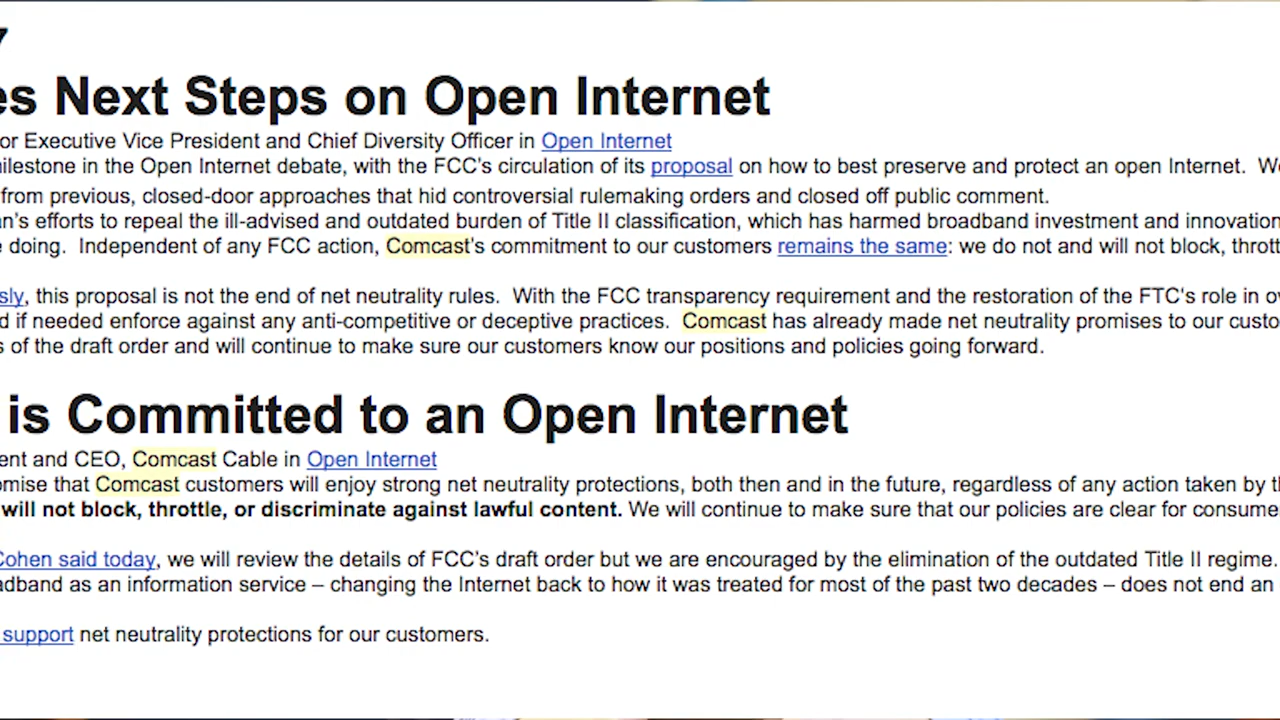 7
es Next Steps on Open Internet
or Executive Vice President and Chief Diversity Officer in Open Internet
milestone in the Open Internet debate, with the FCC's circulation of its proposal on how to best preserve and protect an open Internet. We
from previous, closed-door approaches that hid controversial rulemaking orders and closed off public comment.
an's efforts to repeal the ill-advised and outdated burden of Title II classification, which has harmed broadband investment and innovation
e doing. Independent of any FCC action, Comcast's commitment to our customers remains the same: we do not and will not block, thrott
sly, this proposal is not the end of net neutrality rules. With the FCC transparency requirement and the restoration of the FTC's role in ov
d if needed enforce against any anti-competitive or deceptive practices. Comcast has already made net neutrality promises to our custo
s of the draft order and will continue to make sure our customers know our positions and policies going forward.
is Committed to an Open Internet
ent and CEO, Comcast Cable in Open Internet
omise that Comcast customers will enjoy strong net neutrality protections, both then and in the future, regardless of any action taken by th
will not block, throttle, or discriminate against lawful content. We will continue to make sure that our policies are clear for consume
Cohen said today, we will review the details of FCC's draft order but we are encouraged by the elimination of the outdated Title II regime.
adband as an information service – changing the Internet back to how it was treated for most of the past two decades – does not end an
support net neutrality protections for our customers.